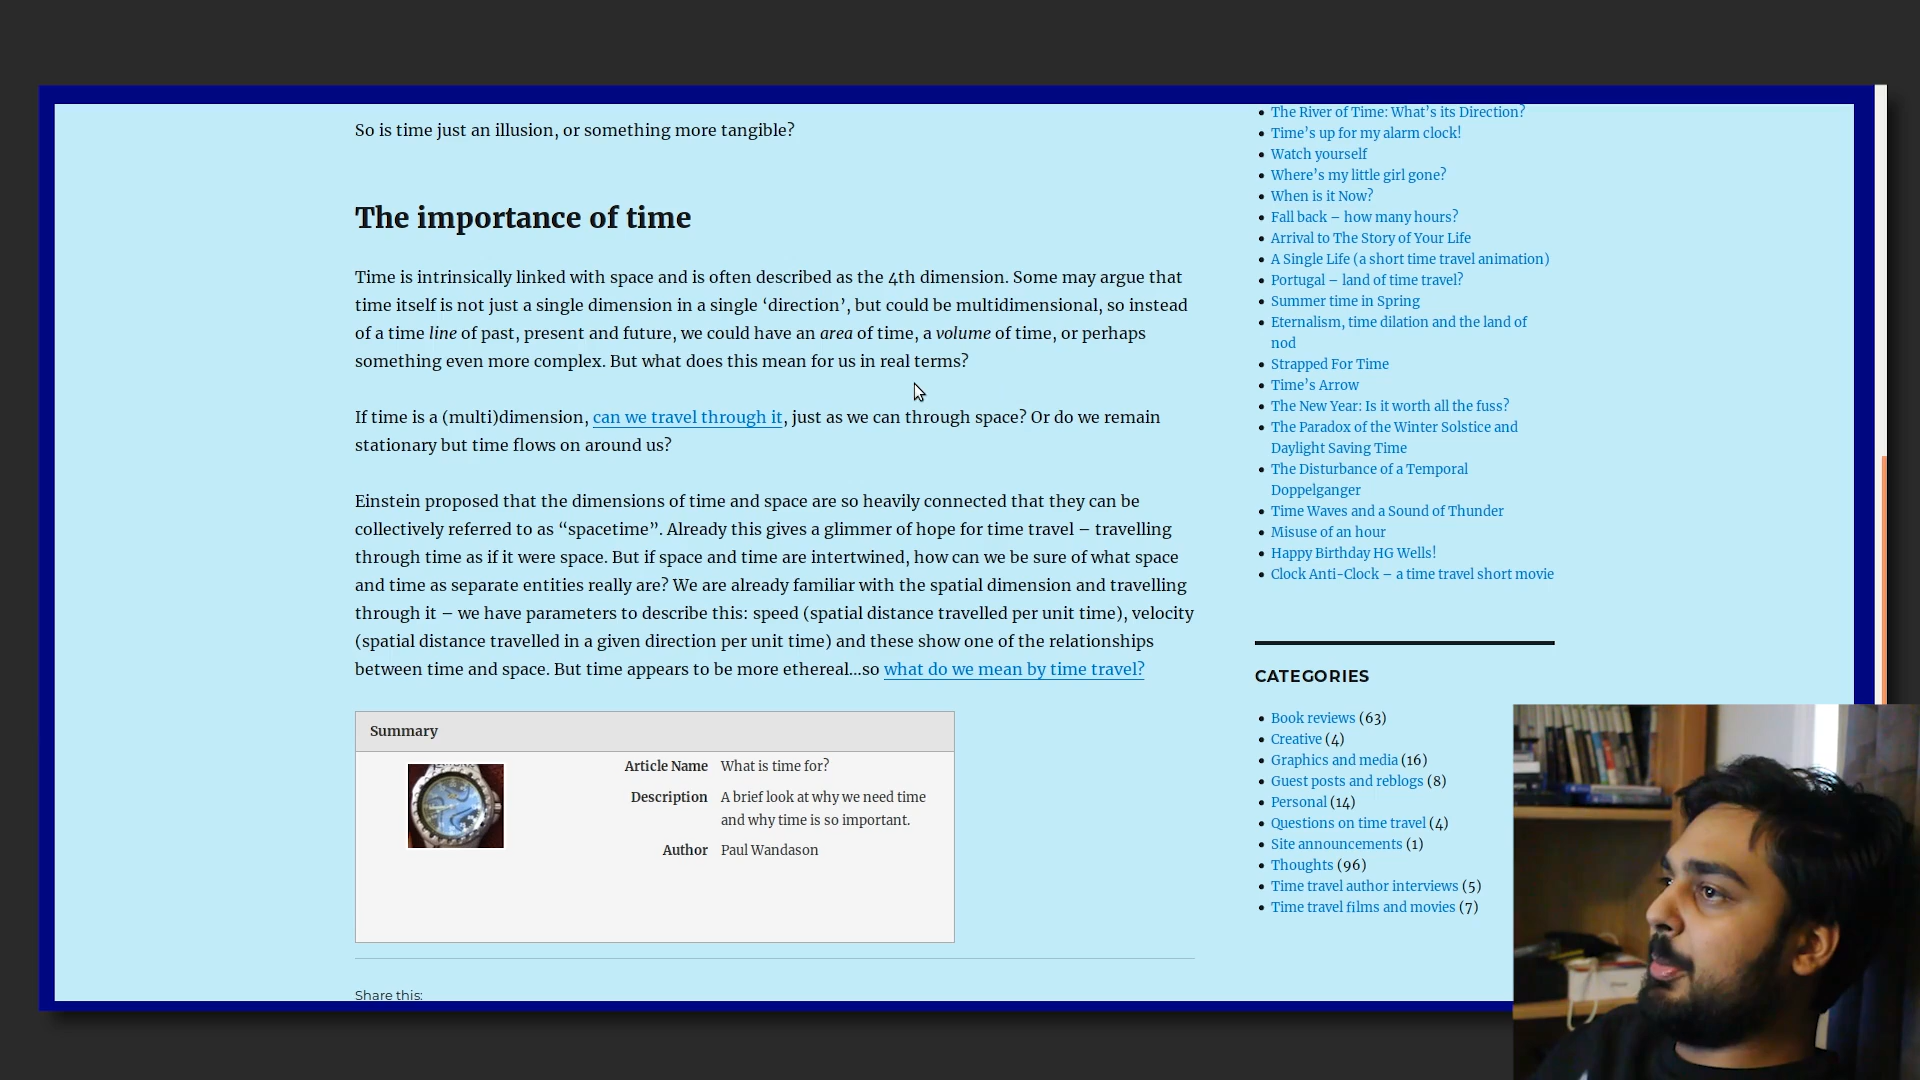 So is time just an illusion, or something more tangible?
The importance of time
Time is intrinsically linked with space and is often described as the 4th dimension. Some may argue that
time itself is not just a single dimension in a single ‘direction’, but could be multidimensional, so instead
of a time line of past, present and future, we could have an area of time, a volume of time, or perhaps
something even more complex. But what does this mean for us in real terms?
If time is a (multi)dimension, can we travel through it, just as we can through space? Or do we remain
stationary but time flows on around us?
Einstein proposed that the dimensions of time and space are so heavily connected that they can be
collectively referred to as “spacetime”. Already this gives a glimmer of hope for time travel – travelling
through time as if it were space. But if space and time are intertwined, how can we be sure of what space
and time as separate entities really are? We are already familiar with the spatial dimension and travelling
through it – we have parameters to describe this: speed (spatial distance travelled per unit time), velocity
(spatial distance travelled in a given direction per unit time) and these show one of the relationships
between time and space. But time appears to be more ethereal…so what do we mean by time travel?
Summary
Article Name What is time for?
Description A brief look at why we need time
and why time is so important.
Author Paul Wandason
Share this:
The River of Time: What’s its Direction?
Time’s up for my alarm clock!
Watch yourself
Where’s my little girl gone?
When is it Now?
Fall back – how many hours?
Arrival to The Story of Your Life
A Single Life (a short time travel animation)
Portugal – land of time travel?
Summer time in Spring
Eternalism, time dilation and the land of
nod
Strapped For Time
Time’s Arrow
The New Year: Is it worth all the fuss?
The Paradox of the Winter Solstice and
Daylight Saving Time
The Disturbance of a Temporal
Doppelganger
Time Waves and a Sound of Thunder
Misuse of an hour
Happy Birthday HG Wells!
Clock Anti-Clock – a time travel short movie
CATEGORIES
Book reviews (63)
Creative (4)
Graphics and media (16)
Guest posts and reblogs (8)
Personal (14)
Questions on time travel (4)
Site announcements (1)
Thoughts (96)
Time travel author interviews (5)
Time travel films and movies (7)